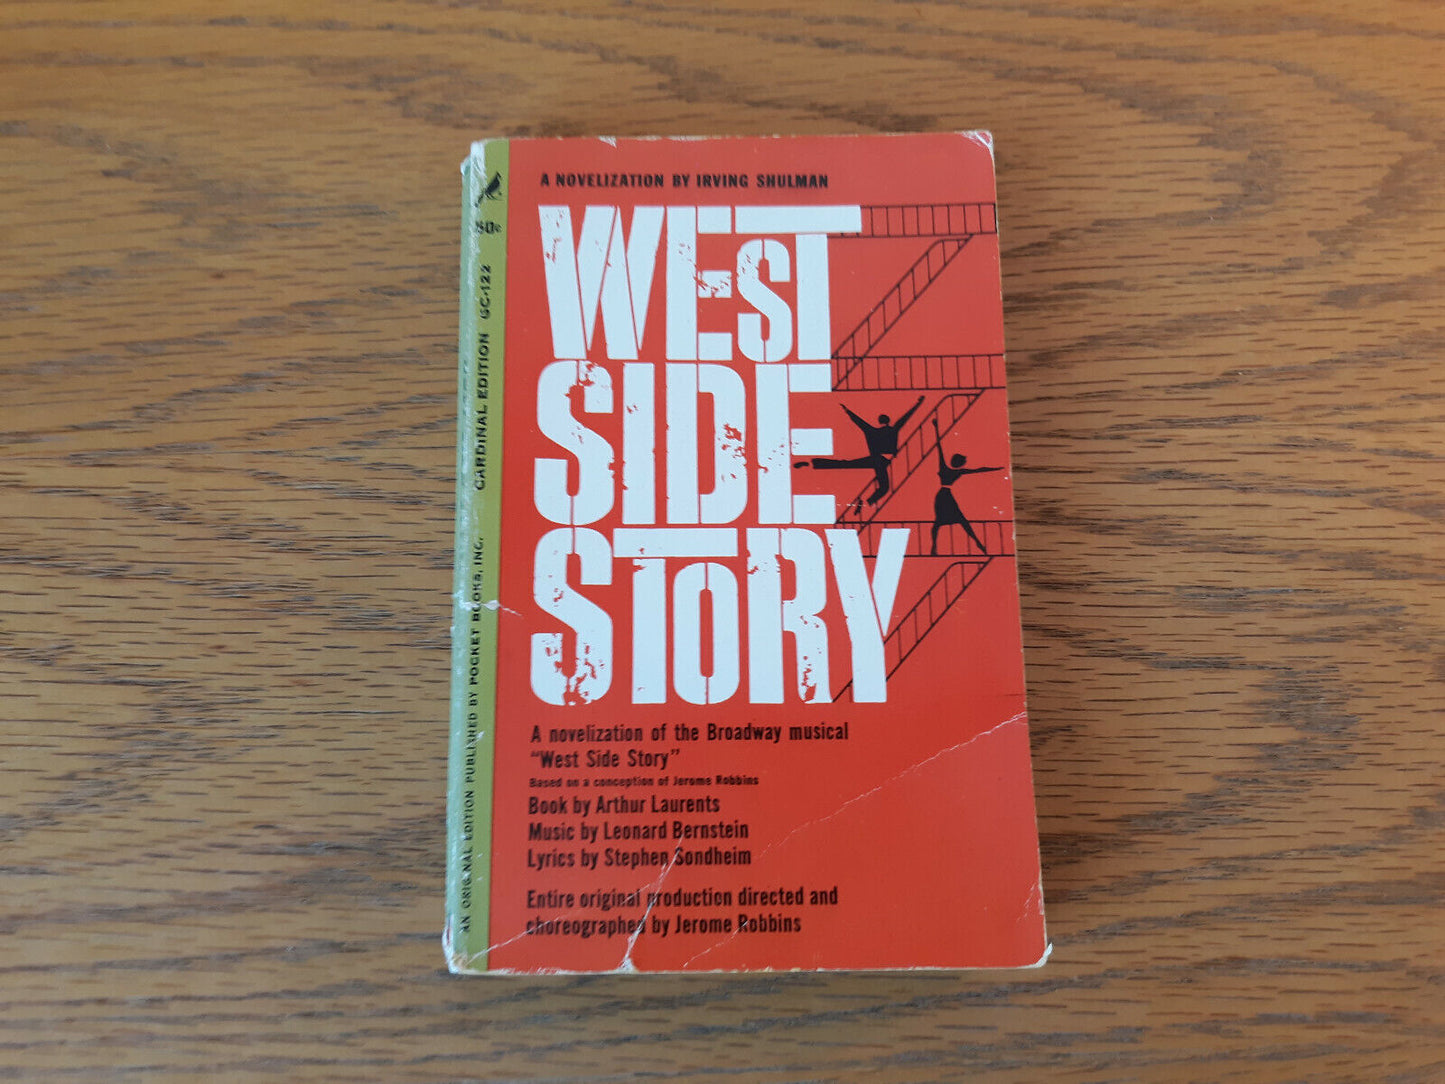 A NOVELIZATION BY IRVING SHULMAN
WEST
SIDE
STORY
A novelization of the Broadway musical
"West Side Story"
Based on a conception of Jerome Robbins
Book by Arthur Laurents
Music by Leonard Bernstein
Lyrics by Stephen Sondheim
Entire original production directed and
choreographed by Jerome Robbins
50¢
AN ORIGINAL EDITION PUBLISHED BY POCKET BOOKS, INC. CARDINAL EDITION GC-122